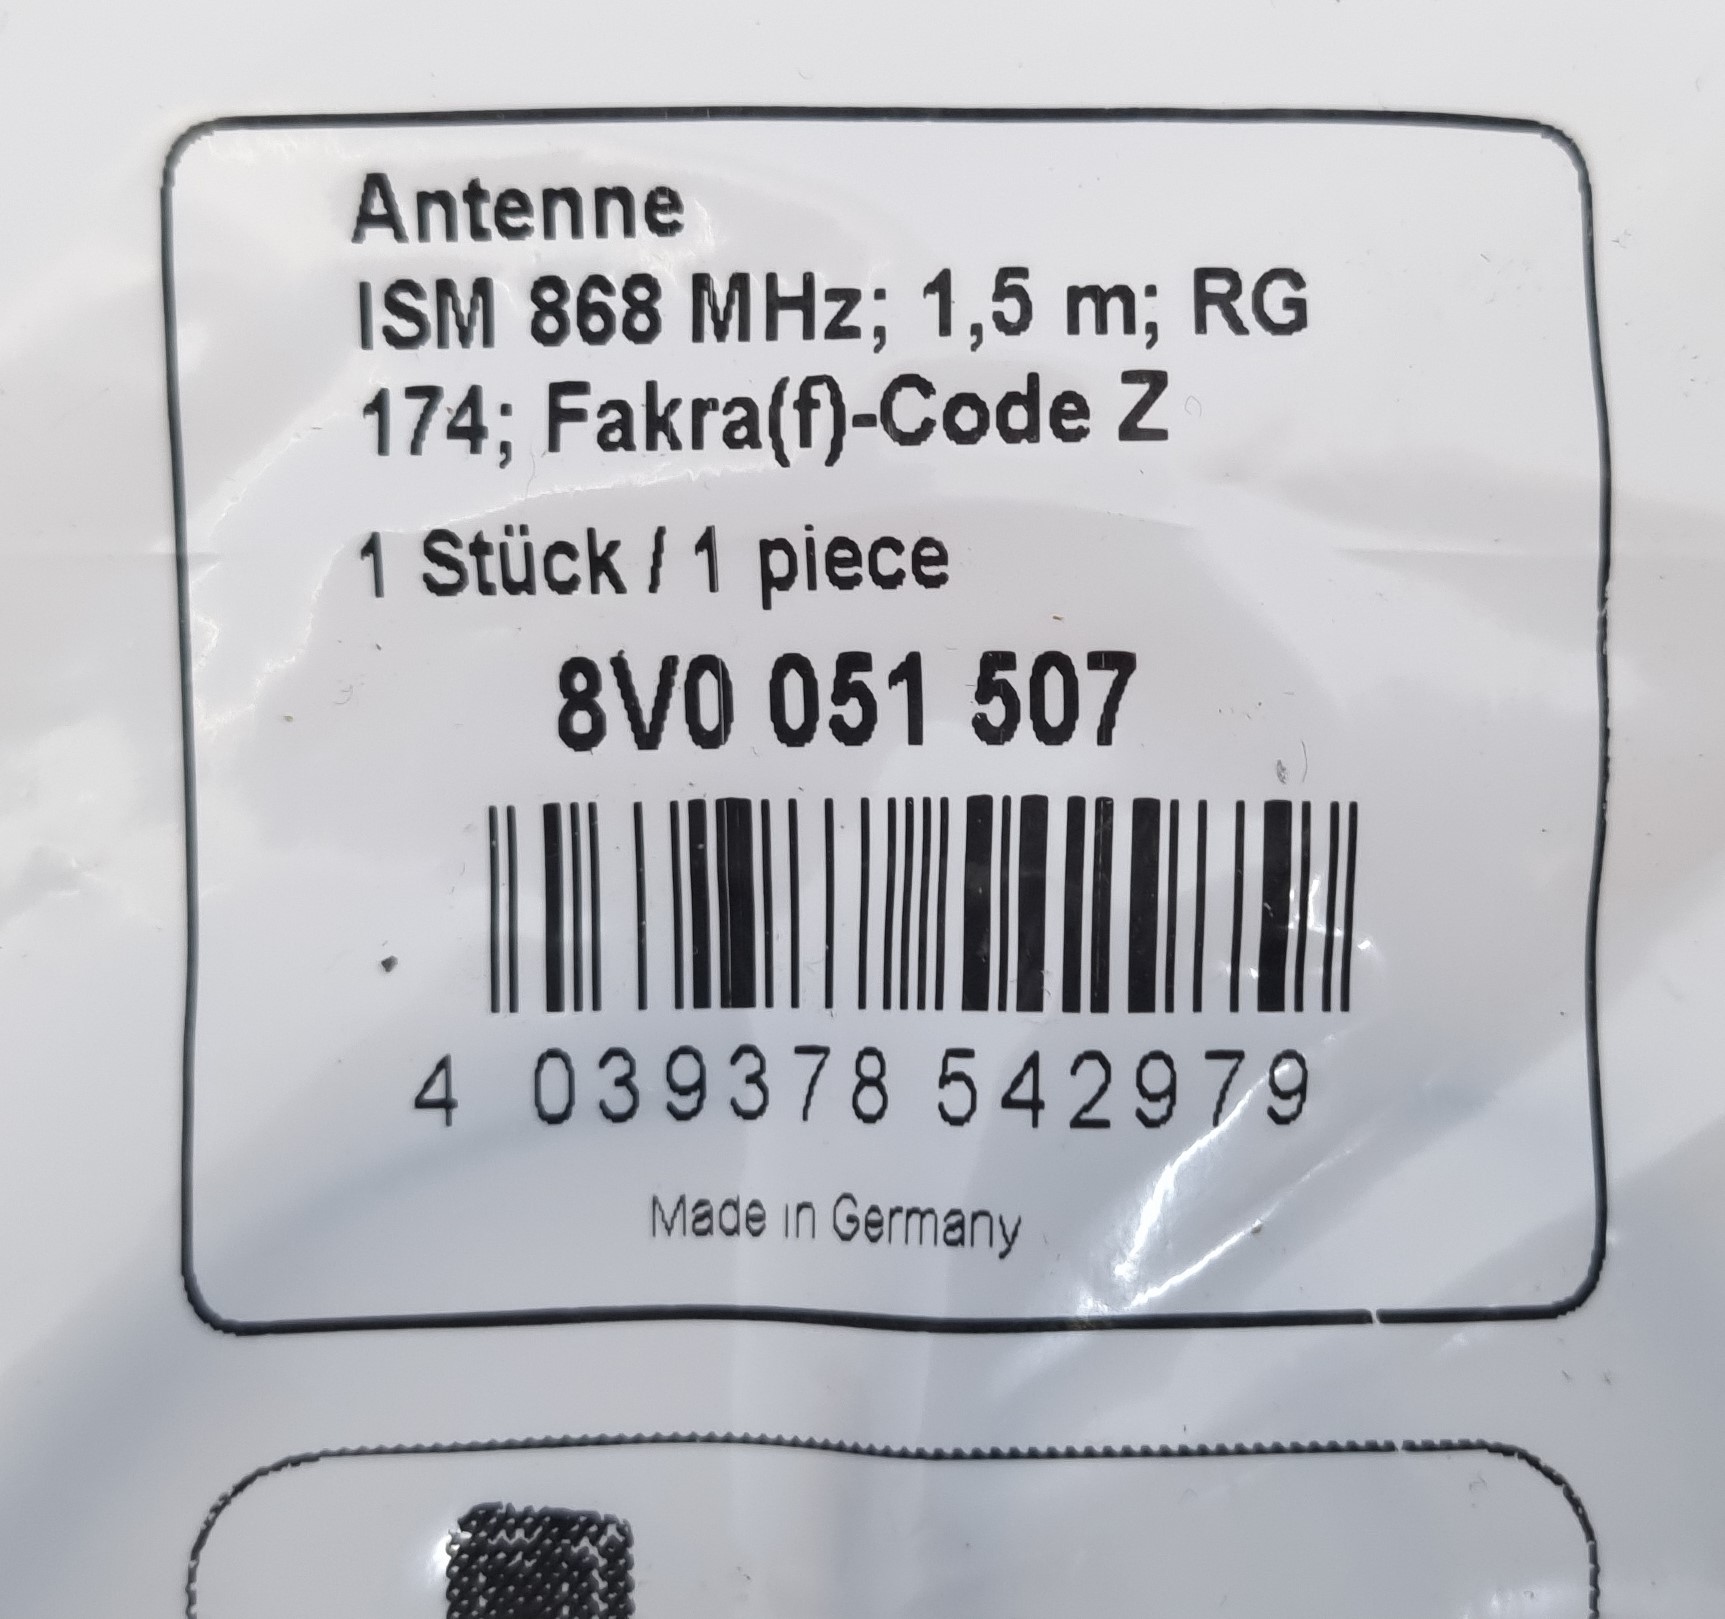 Antenne
ISM 868 MHz; 1,5 m; RG
174; Fakra(f)-Code Z
1 Stück / 1 piece
8V0 051 507
4 039378 542979
Made in Germany